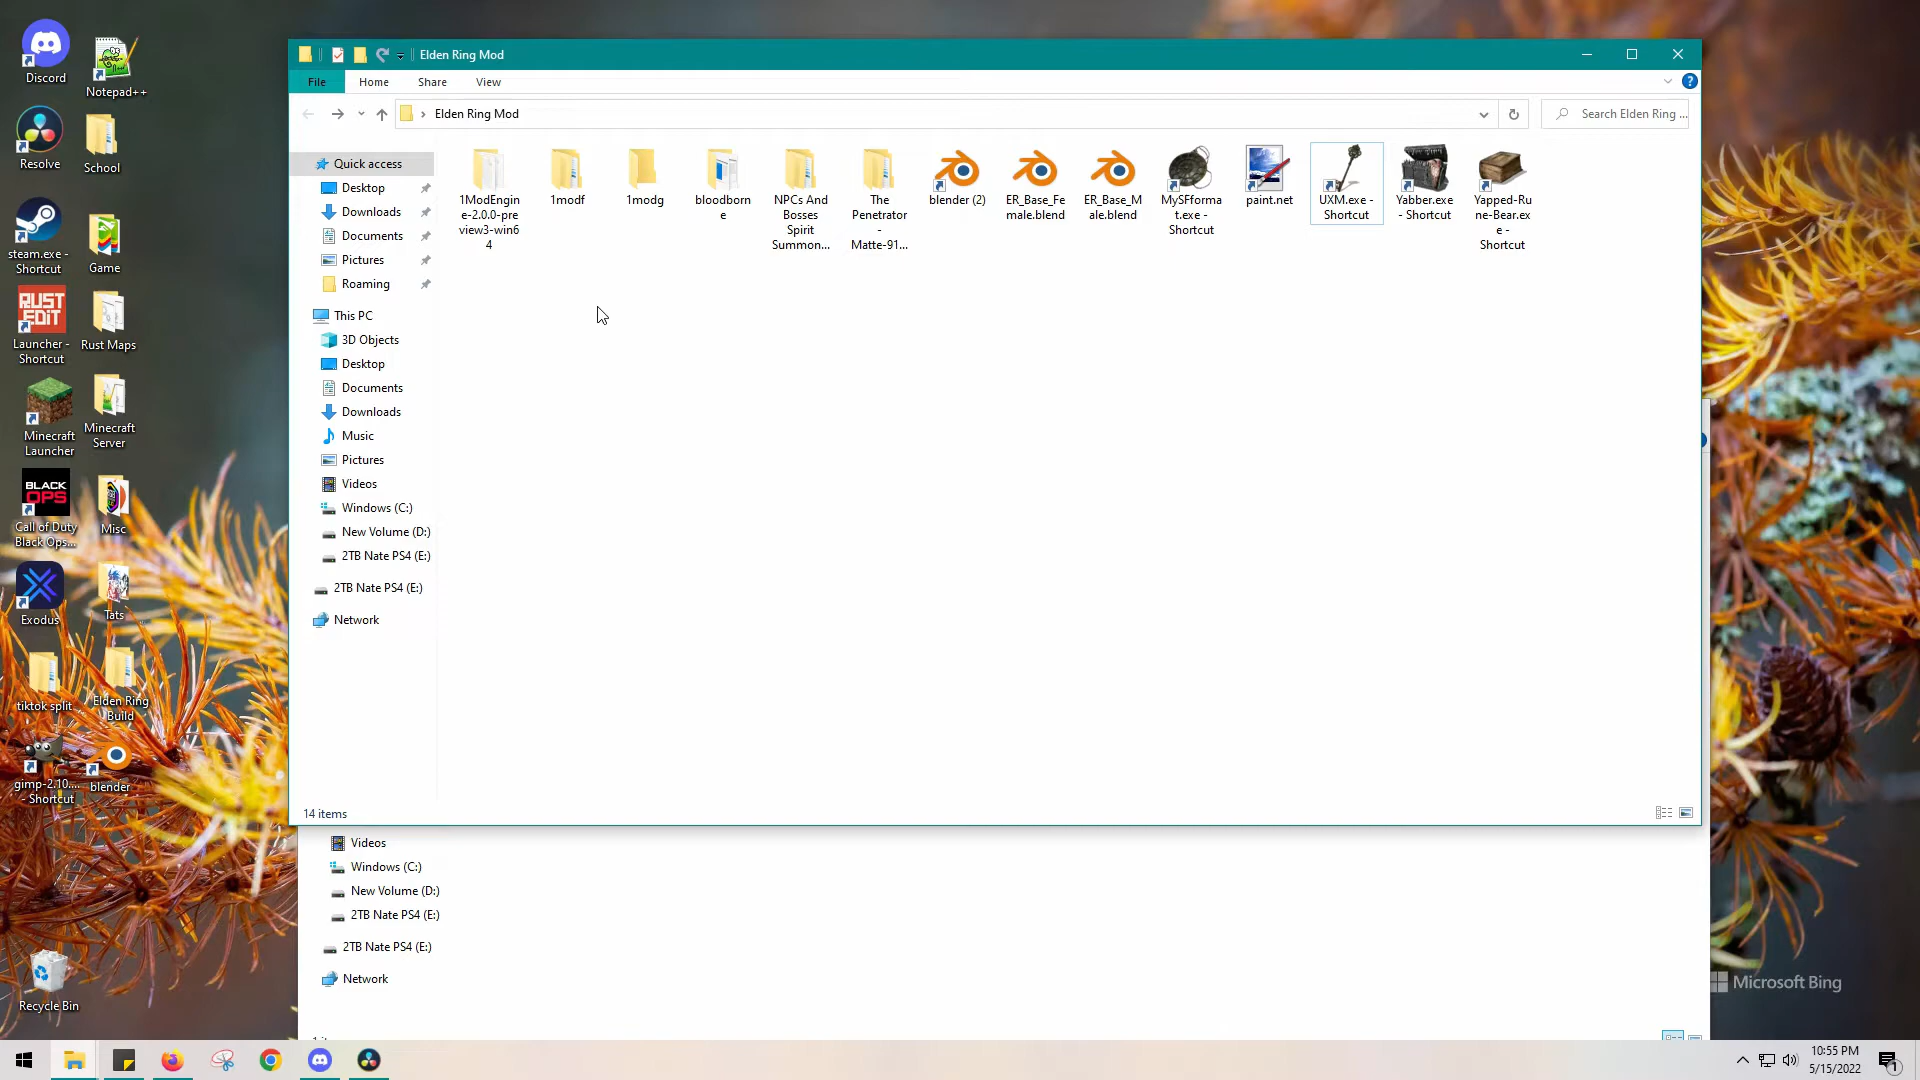 Discord
Notepad++
Resolve
School
steam.exe -
Shortcut
Game
RUST
EDIT
Launcher -
Shortcut
Rust Maps
Minecraft
Launcher
Minecraft
Server
BLACK
OPS
Call of Duty
Black Ops...
Misc
Exodus
Tats
tiktok split
Elden Ring
Build
gimp-2.10....
- Shortcut
blender
Recycle Bin
Elden Ring Mod
File
Home
Share
View
Elden Ring Mod
Search Elden Ring ...
Quick access
Desktop
Downloads
Documents
Pictures
Roaming
This PC
3D Objects
Desktop
Documents
Downloads
Music
Pictures
Videos
Windows (C:)
New Volume (D:)
2TB Nate PS4 (E:)
2TB Nate PS4 (E:)
Network
1ModEngin
e-2.0.0-pre
view3-win6
4
1modf
1modg
bloodborn
e
NPCs And
Bosses
Spirit
Summon...
The
Penetrator
-
Matte-91...
blender (2)
ER_Base_Fe
male.blend
ER_Base_M
ale.blend
MySFforma
t.exe -
Shortcut
paint.net
UXM.exe -
Shortcut
Yabber.exe
- Shortcut
Yapped-Ru
ne-Bear.ex
e -
Shortcut
14 items
Videos
Windows (C:)
New Volume (D:)
2TB Nate PS4 (E:)
2TB Nate PS4 (E:)
Network
Microsoft Bing
10:55 PM
5/15/2022
1